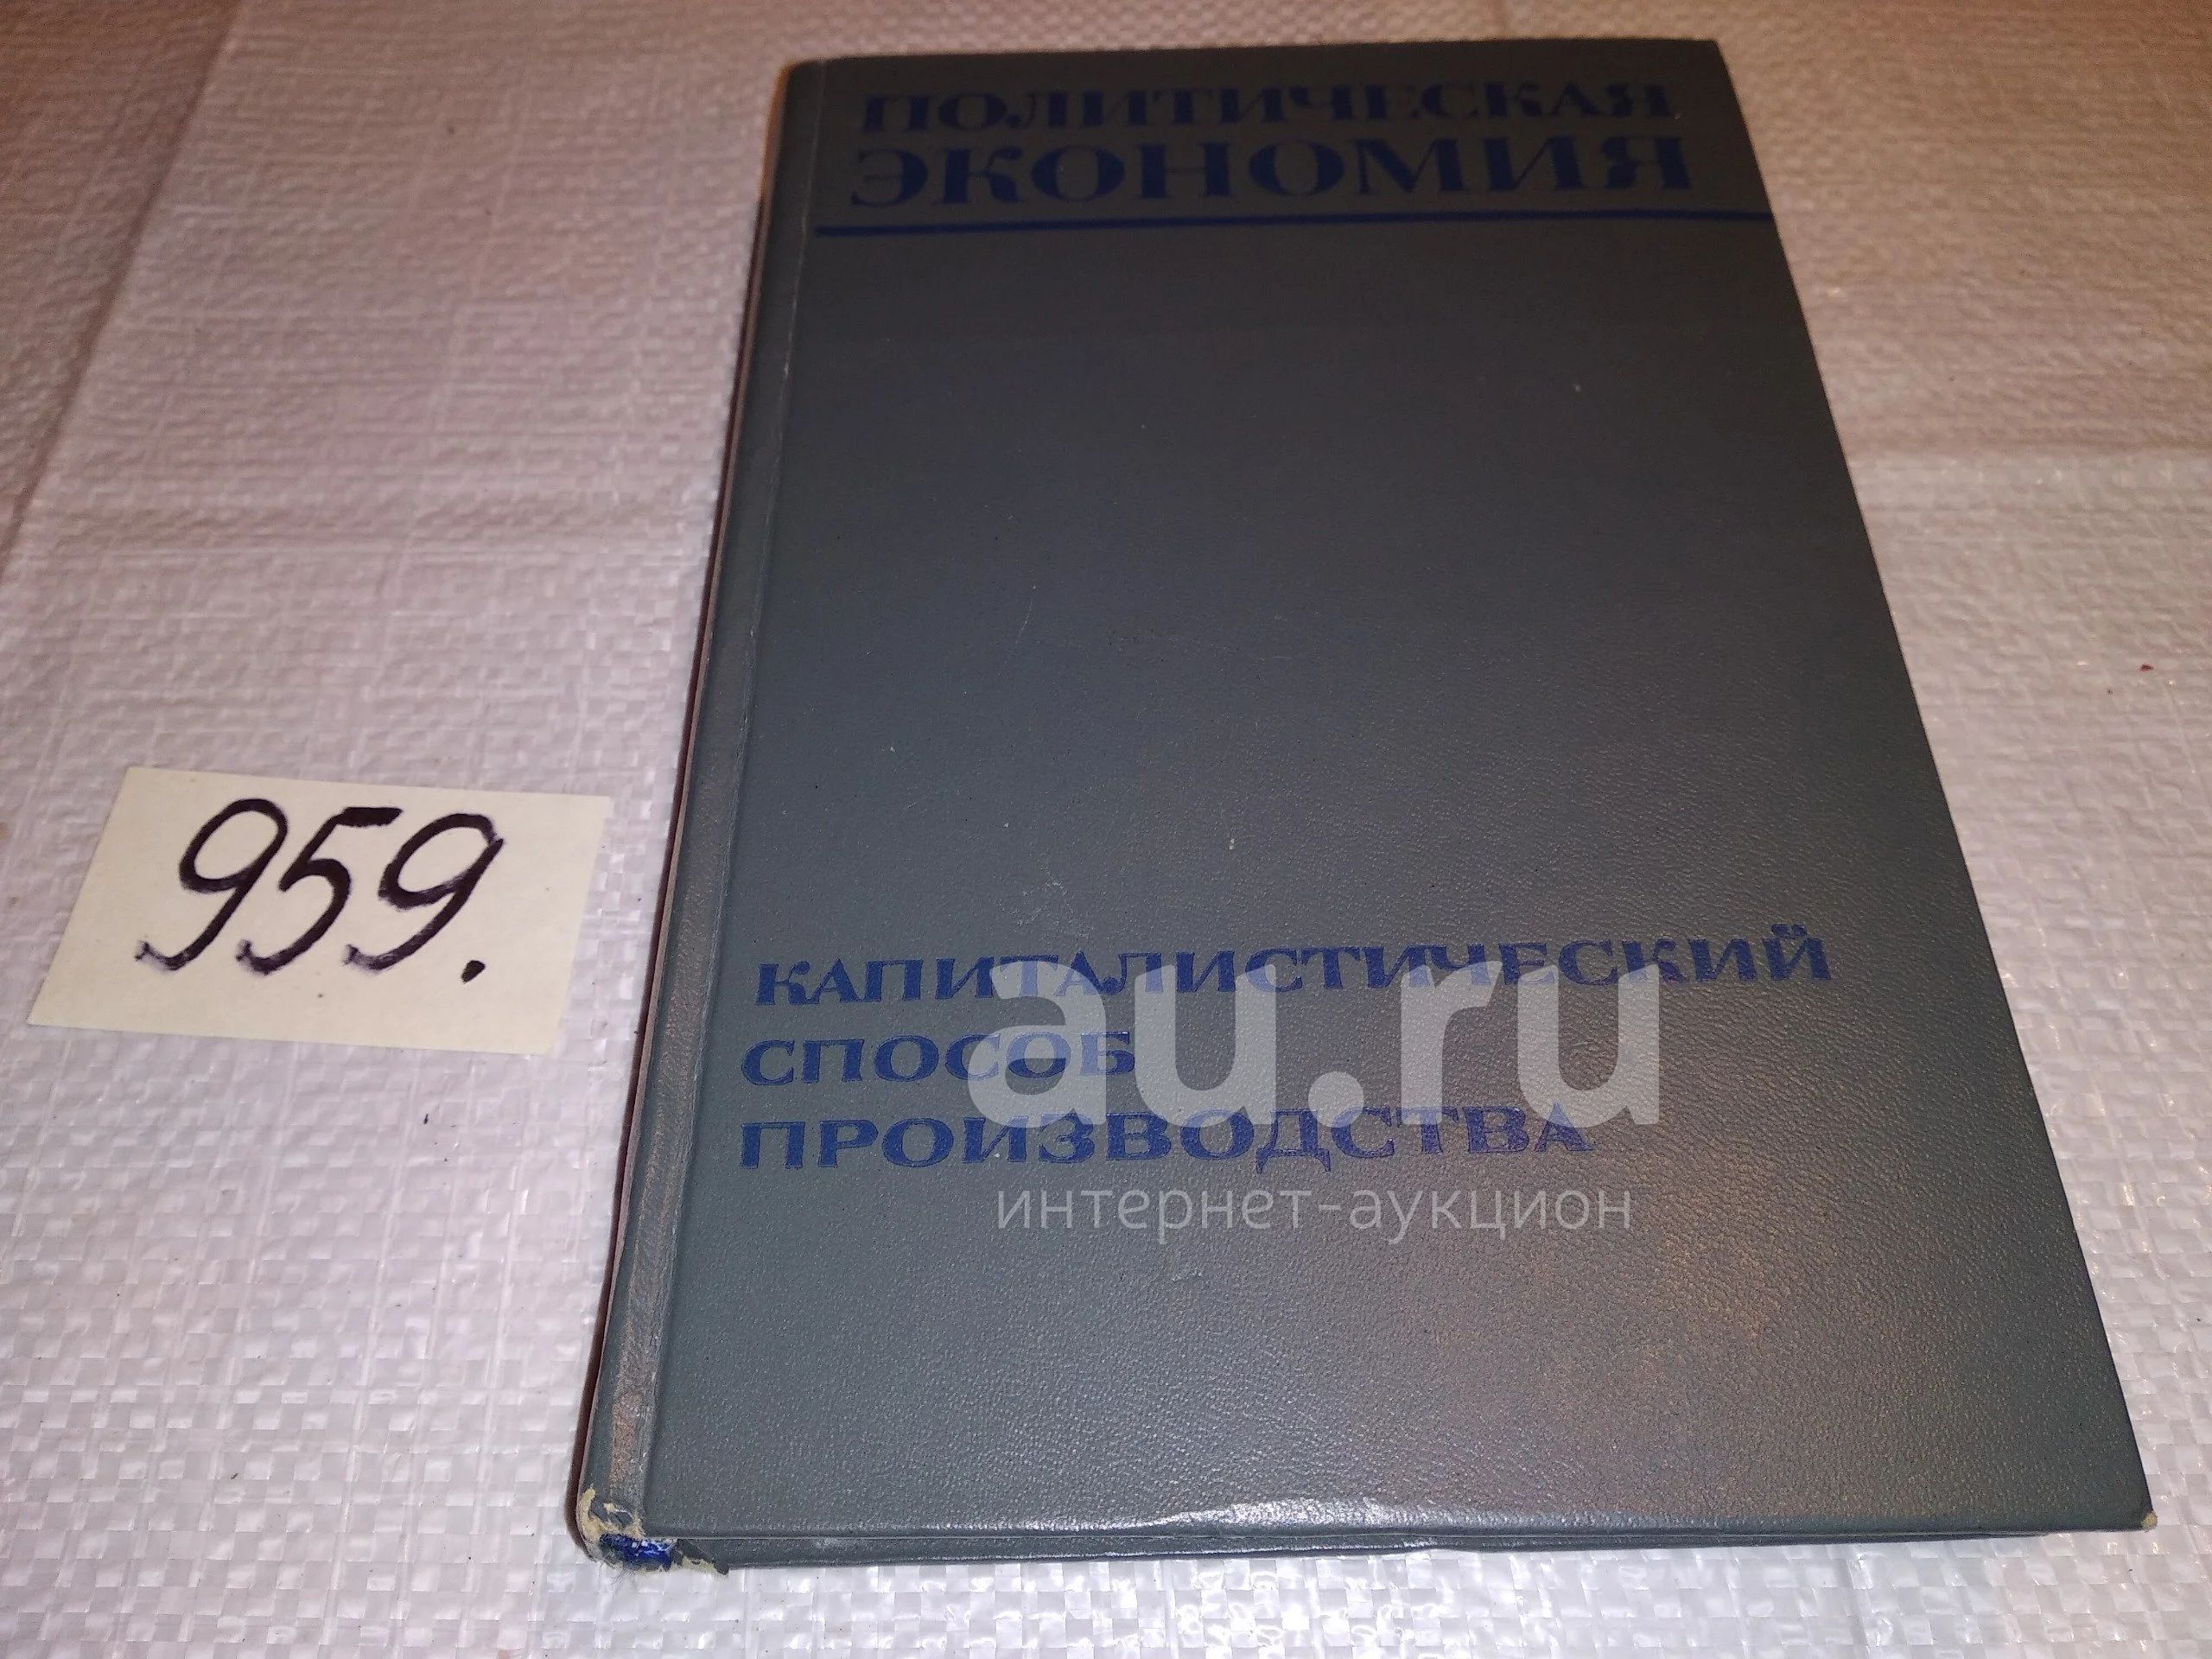 ПОЛИТИЧЕСКАЯ
ЭКОНОМИЯ
959.
КАПИТАЛИСТИЧЕСКИЙ
СПОСОБ
ПРОИЗВОДСТВА
au.ru
интернет-аукцион